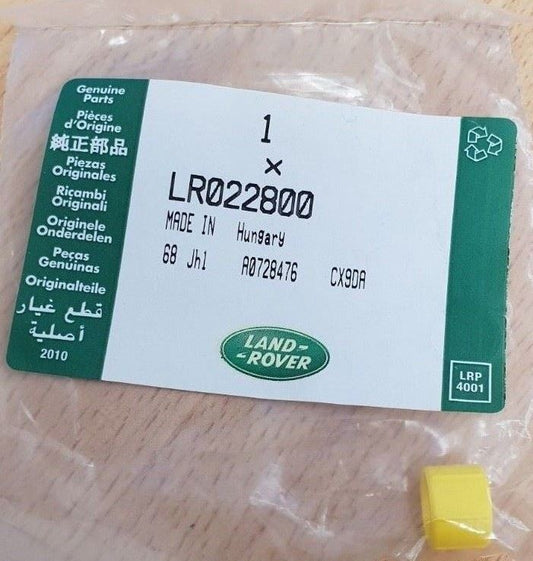 Genuine
Parts
Pièces
d'Origine
純正部品
Piezas
Originales
Ricambi
Originali
Originele
Onderdelen
Peças
Genuinas
Originalteile
قطع غيار
أصلية
2010
1
×
LR022800
MADE IN Hungary
68 Jh1 A0728476 CX9DA
LAND-
-ROVER
LRP
4001